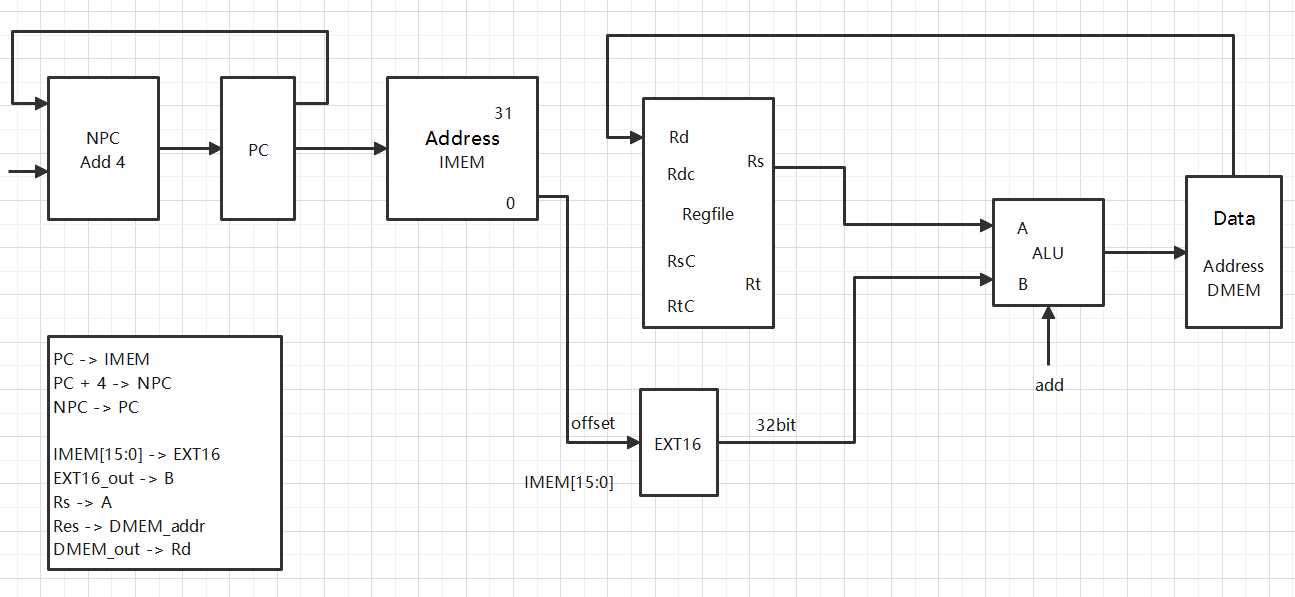 NPC
Add 4
PC
31
Address
IMEM
0
Rd
Rdc
Rs
Regfile
RsC
Rt
RtC
A
ALU
B
add
Data
Address
DMEM
offset
EXT16
32bit
IMEM[15:0]
PC -> IMEM
PC + 4 -> NPC
NPC -> PC
IMEM[15:0] -> EXT16
EXT16_out -> B
Rs -> A
Res -> DMEM_addr
DMEM_out -> Rd